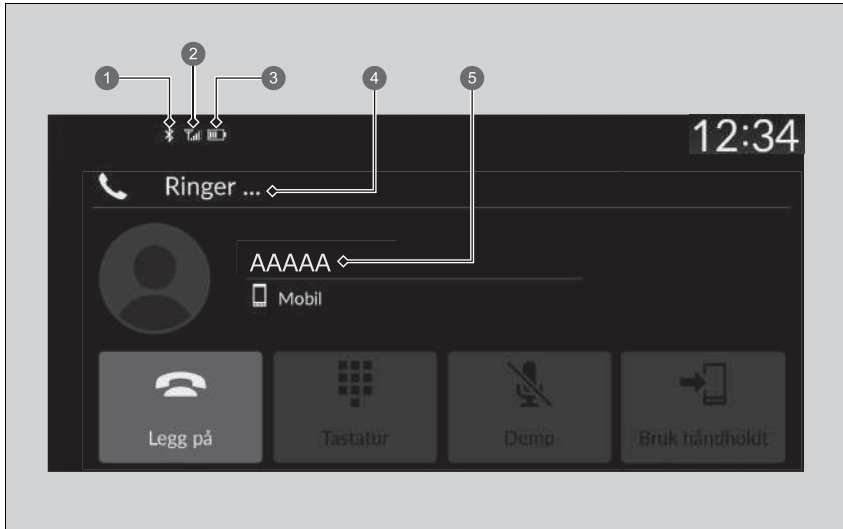 1 2 3 4 5
12:34
Ringer ...
AAAAA
Mobil
Legg på Tastatur Demp Bruk håndholdt